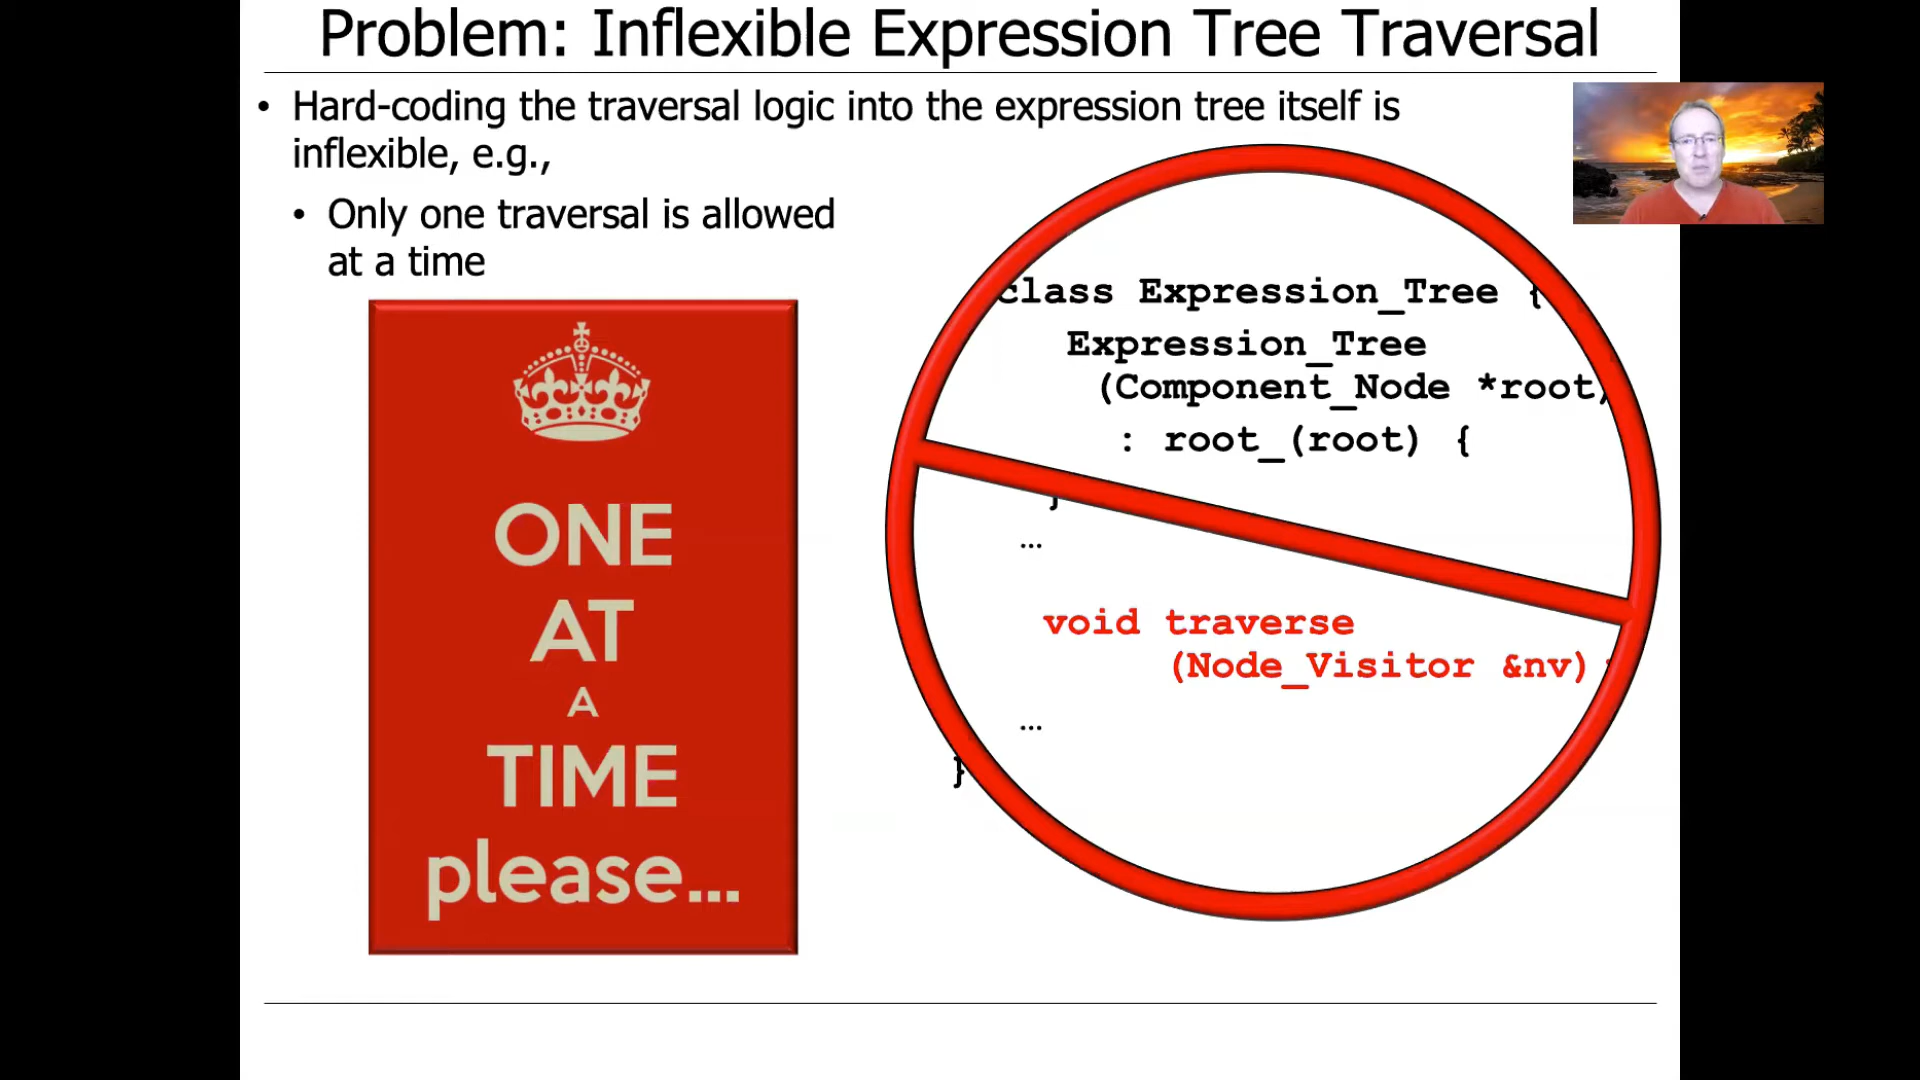 Problem: Inflexible Expression Tree Traversal
• Hard-coding the traversal logic into the expression tree itself is
inflexible, e.g.,
• Only one traversal is allowed
at a time
ONE
AT
A
TIME
please...
class Expression_Tree {
Expression_Tree
(Component_Node *root)
: root_(root) {
}
...
void traverse
(Node_Visitor &nv);
...
}